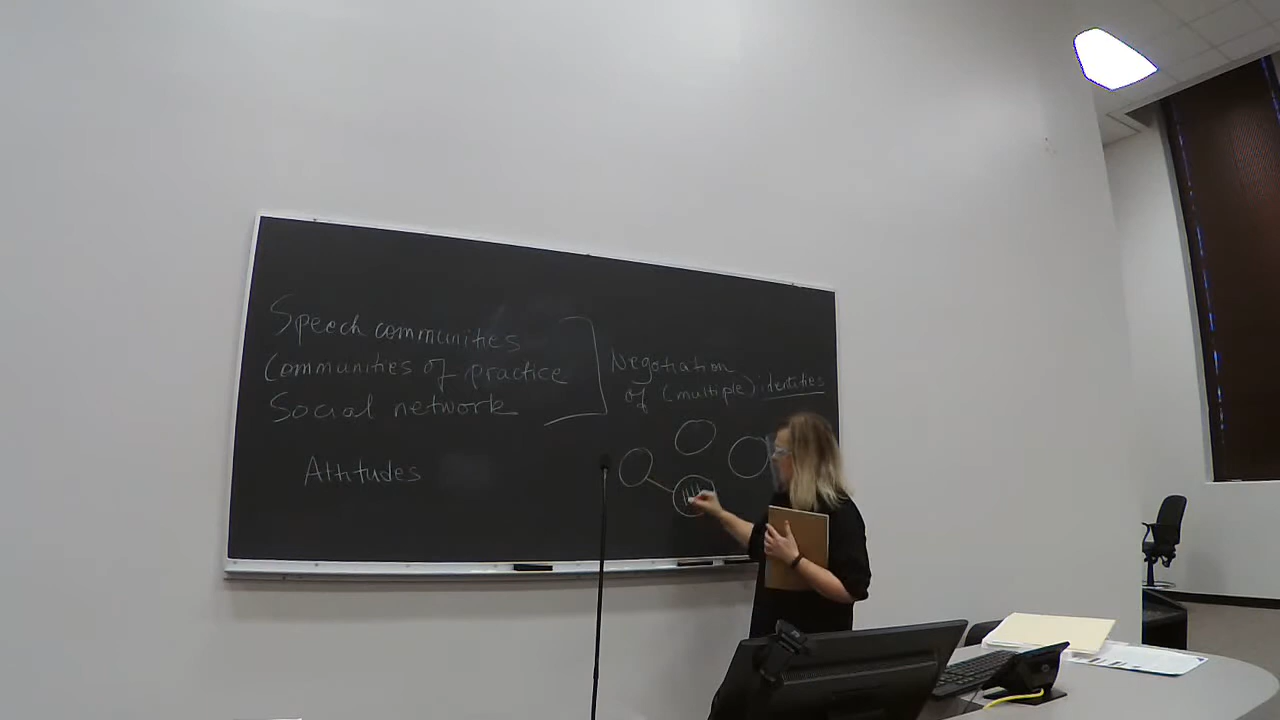 Speech communities
Communities of practice
Social network
Attitudes
Negotiation
of (multiple) identities